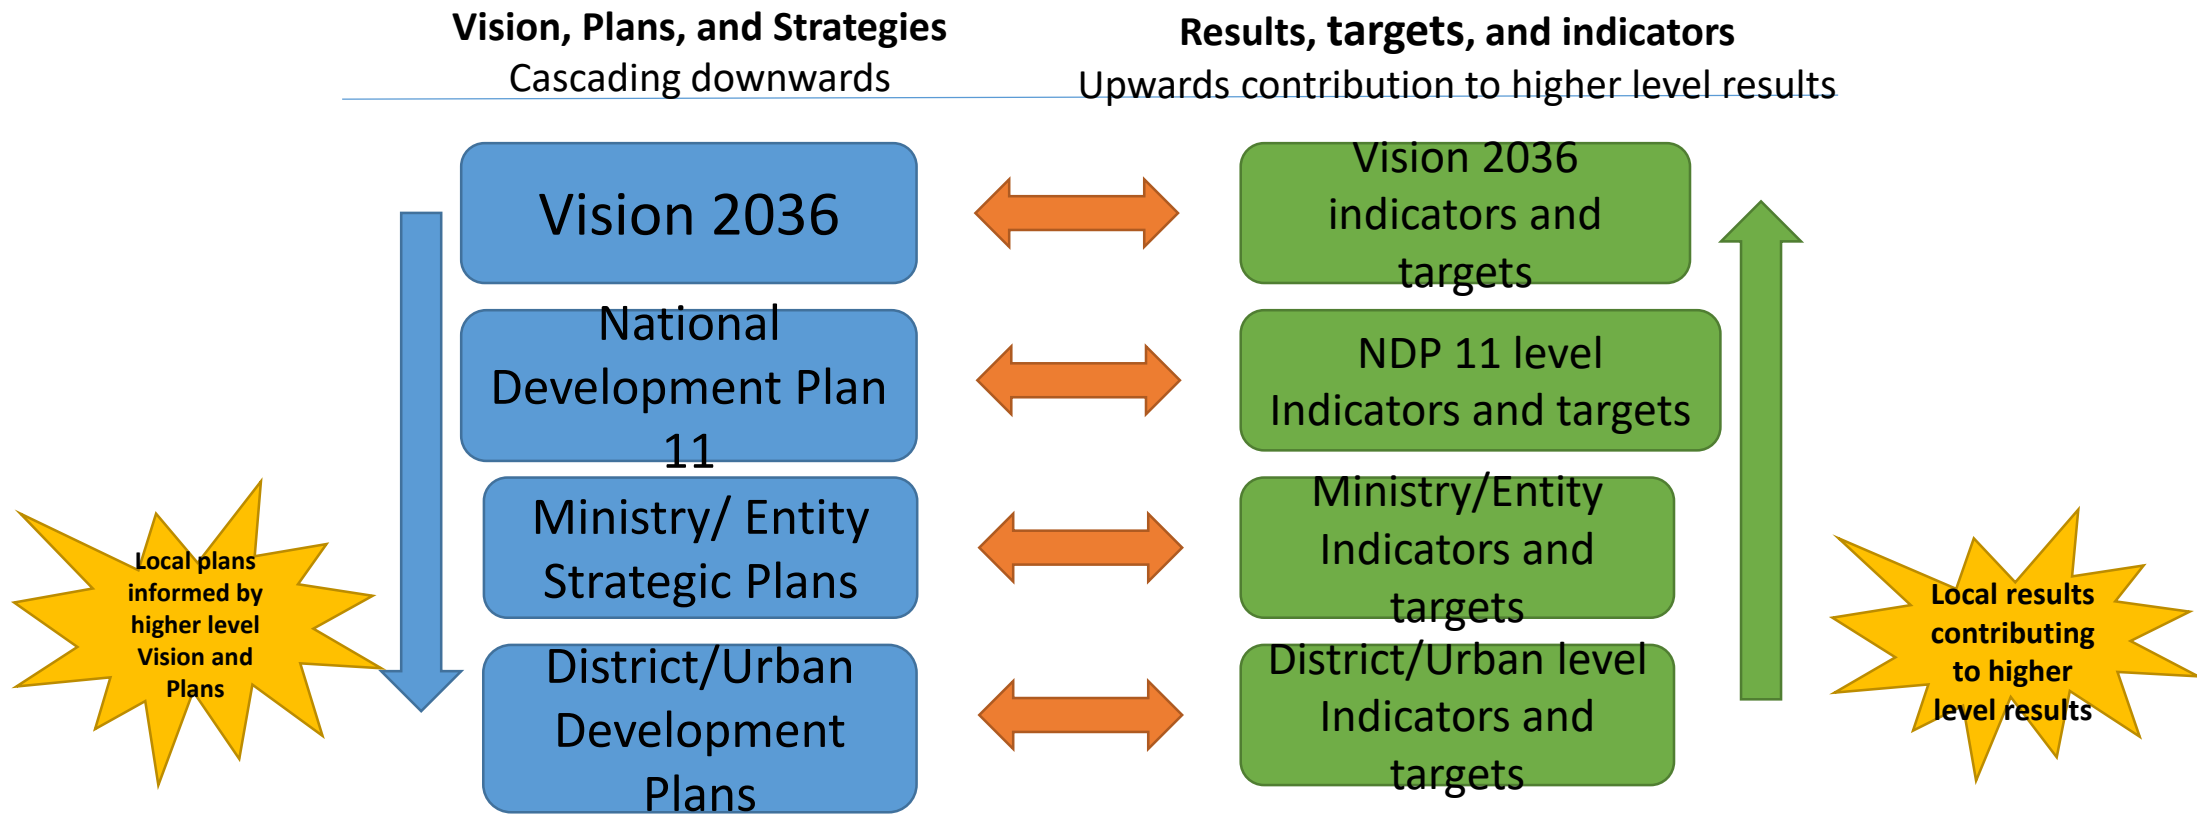 Vision, Plans, and Strategies
Cascading downwards
Results, targets, and indicators
Upwards contribution to higher level results
Vision 2036
Vision 2036
indicators and
targets
National
Development Plan
11
NDP 11 level
Indicators and targets
Ministry/ Entity
Strategic Plans
Ministry/Entity
Indicators and
targets
District/Urban
Development
Plans
District/Urban level
Indicators and
targets
Local plans
informed by
higher level
Vision and
Plans
Local results
contributing
to higher
level results